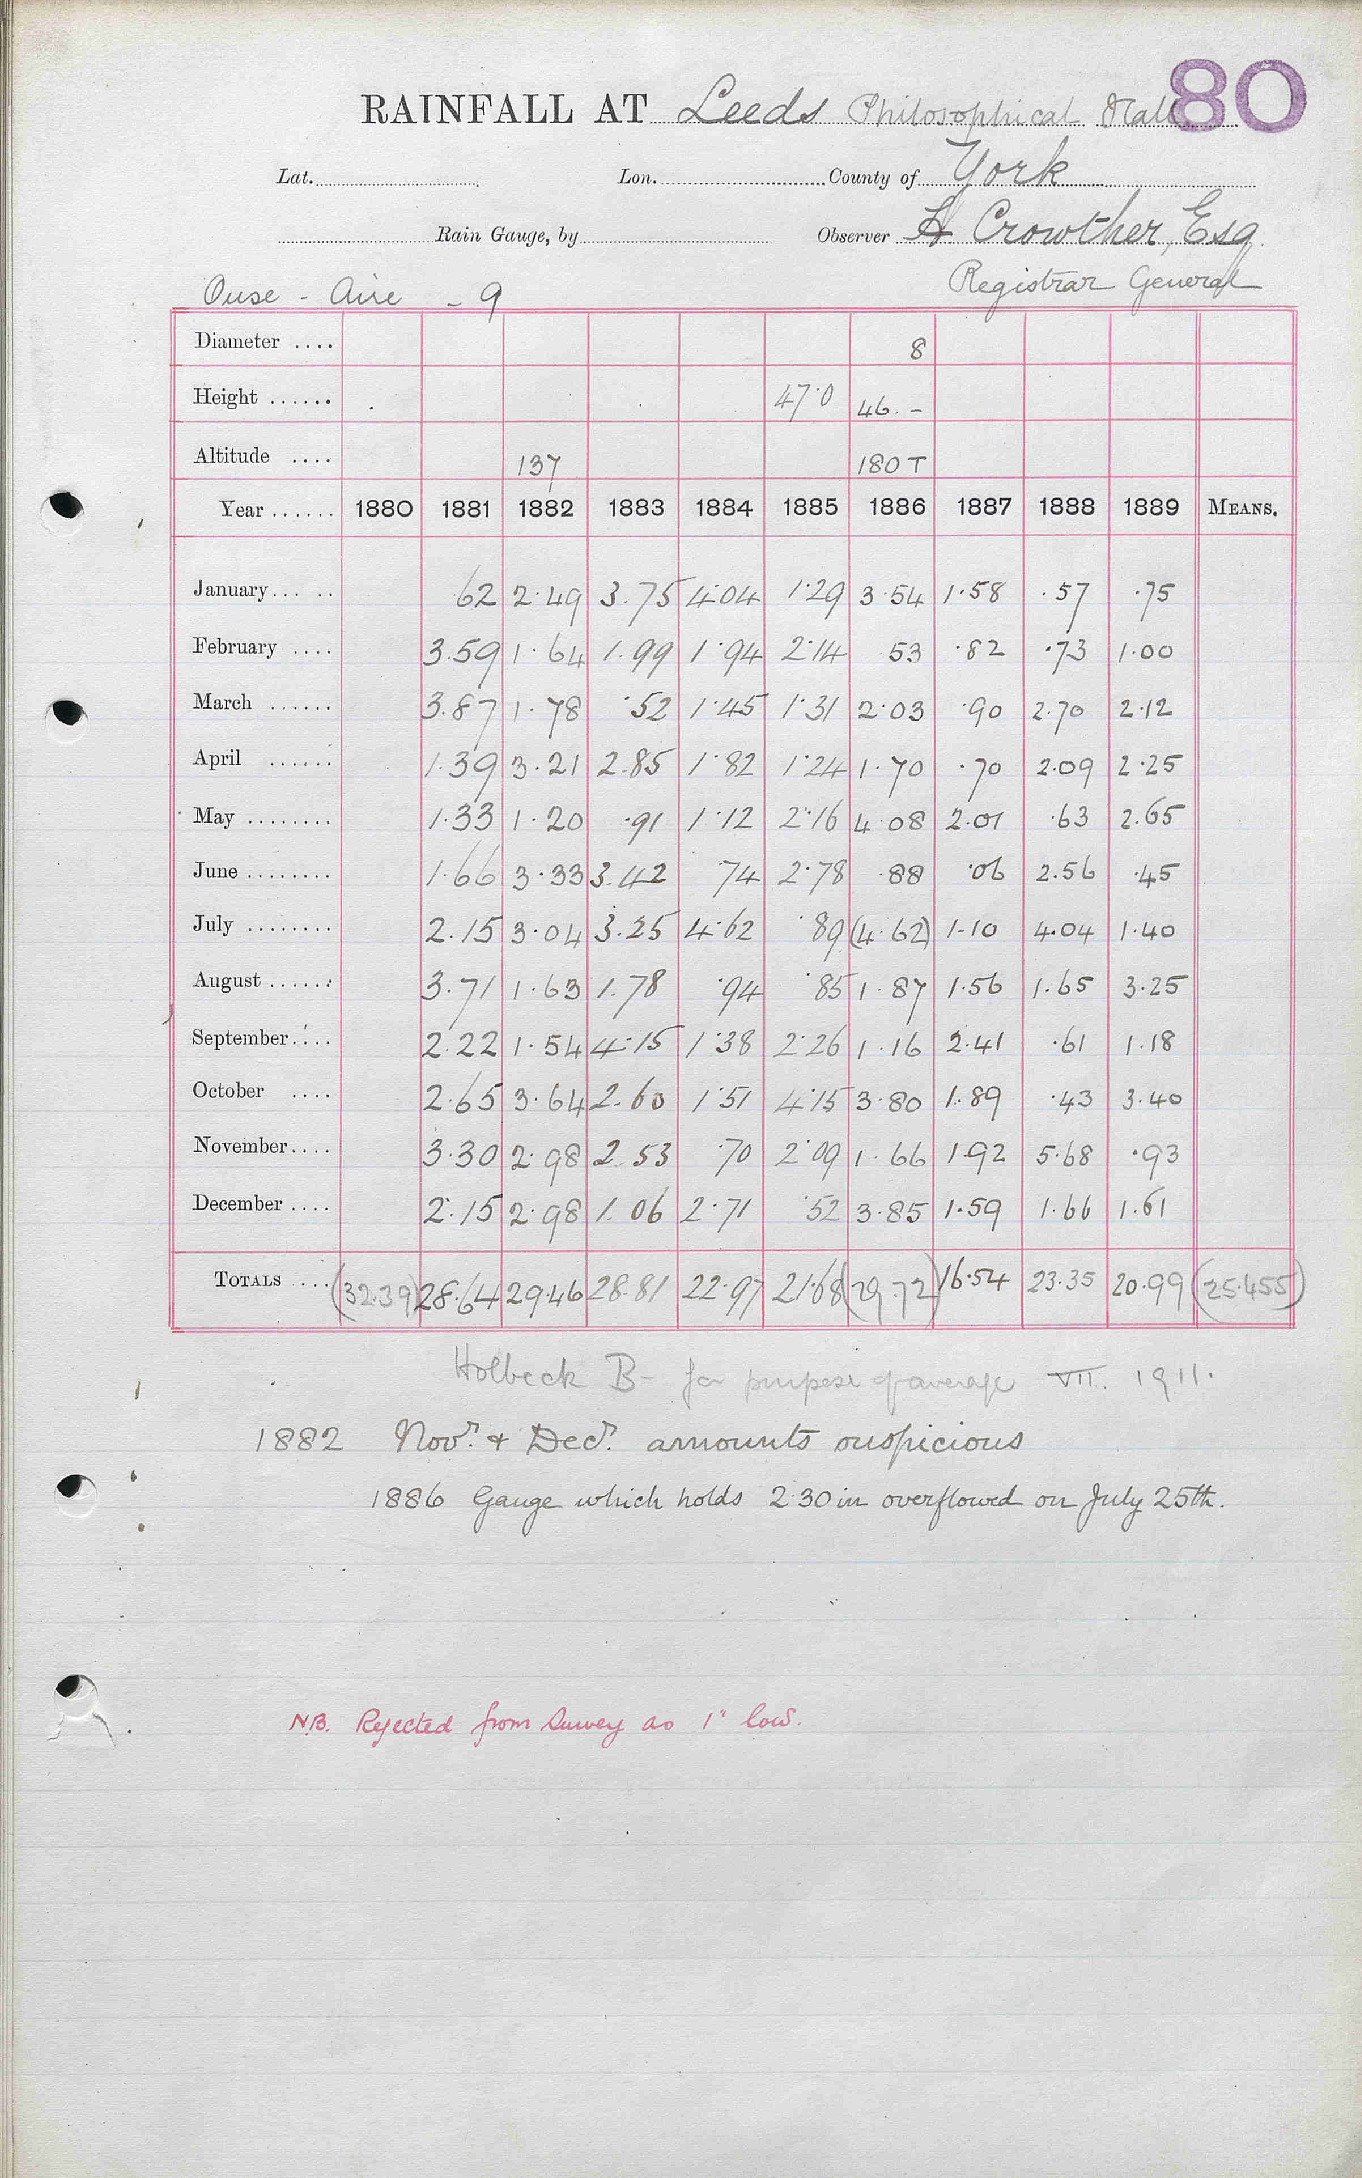 80
RAINFALL AT Leeds Philosophical Hall
Lat. Lon. County of York
Rain Gauge, by Observer H Crowther, Esq.
Ouse - Aire - 9 Registrar General
Diameter .... 8
Height ...... 47.0 46.-
Altitude .... 137 180 T
Year ...... 1880 1881 1882 1883 1884 1885 1886 1887 1888 1889 MEANS.
January... .. 62 2.49 3.75 4.04 1.29 3.54 1.58 .57 .75
February .... 3.59 1.64 1.99 1.94 2.14 53 .82 .73 1.00
March ...... 3.87 1.78 .52 1.45 1.31 2.03 .90 2.70 2.12
April ...... 1.39 3.21 2.85 1.82 1.24 1.70 .70 2.09 2.25
May ........ 1.33 1.20 .91 1.12 2.16 4.08 2.01 .63 2.65
June ........ 1.66 3.33 3.42 74 2.78 .88 .06 2.56 .45
July ........ 2.15 3.04 3.25 4.62 .89 (4.62) 1.10 4.04 1.40
August ...... 3.71 1.63 1.78 .94 .85 1.87 1.56 1.65 3.25
September.... 2.22 1.54 4.15 1.38 2.26 1.16 2.41 .61 1.18
October .... 2.65 3.64 2.60 1.51 4.15 3.80 1.89 .43 3.40
November.... 3.30 2.98 2.53 .70 2.09 1.66 1.92 5.68 .93
December .... 2.15 2.98 1.06 2.71 .52 3.85 1.59 1.66 1.61
TOTALS .... (32.39) 28.64 29.46 28.81 22.97 21.68 (29.72) 16.54 23.35 20.99 (25.455)
Holbeck B - for purpose of average VII. 1911.
1882 Novr. & Decr. amounts suspicious
1886 Gauge which holds 2.30 in overflowed on July 25th.
N.B. Rejected from Survey as 1" low.